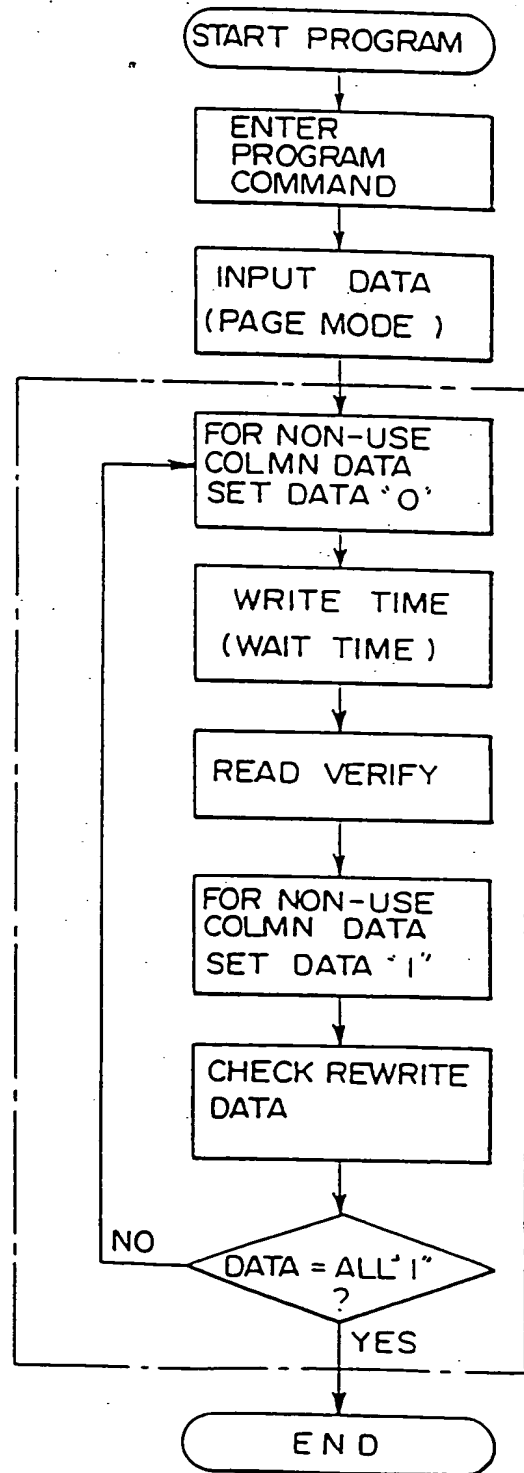 START PROGRAM
ENTER
PROGRAM
COMMAND
INPUT DATA
(PAGE MODE)
FOR NON-USE
COLMN DATA
SET DATA "0"
WRITE TIME
(WAIT TIME)
READ VERIFY
FOR NON-USE
COLMN DATA
SET DATA "1"
CHECK REWRITE
DATA
DATA = ALL "1"
?
NO
YES
END